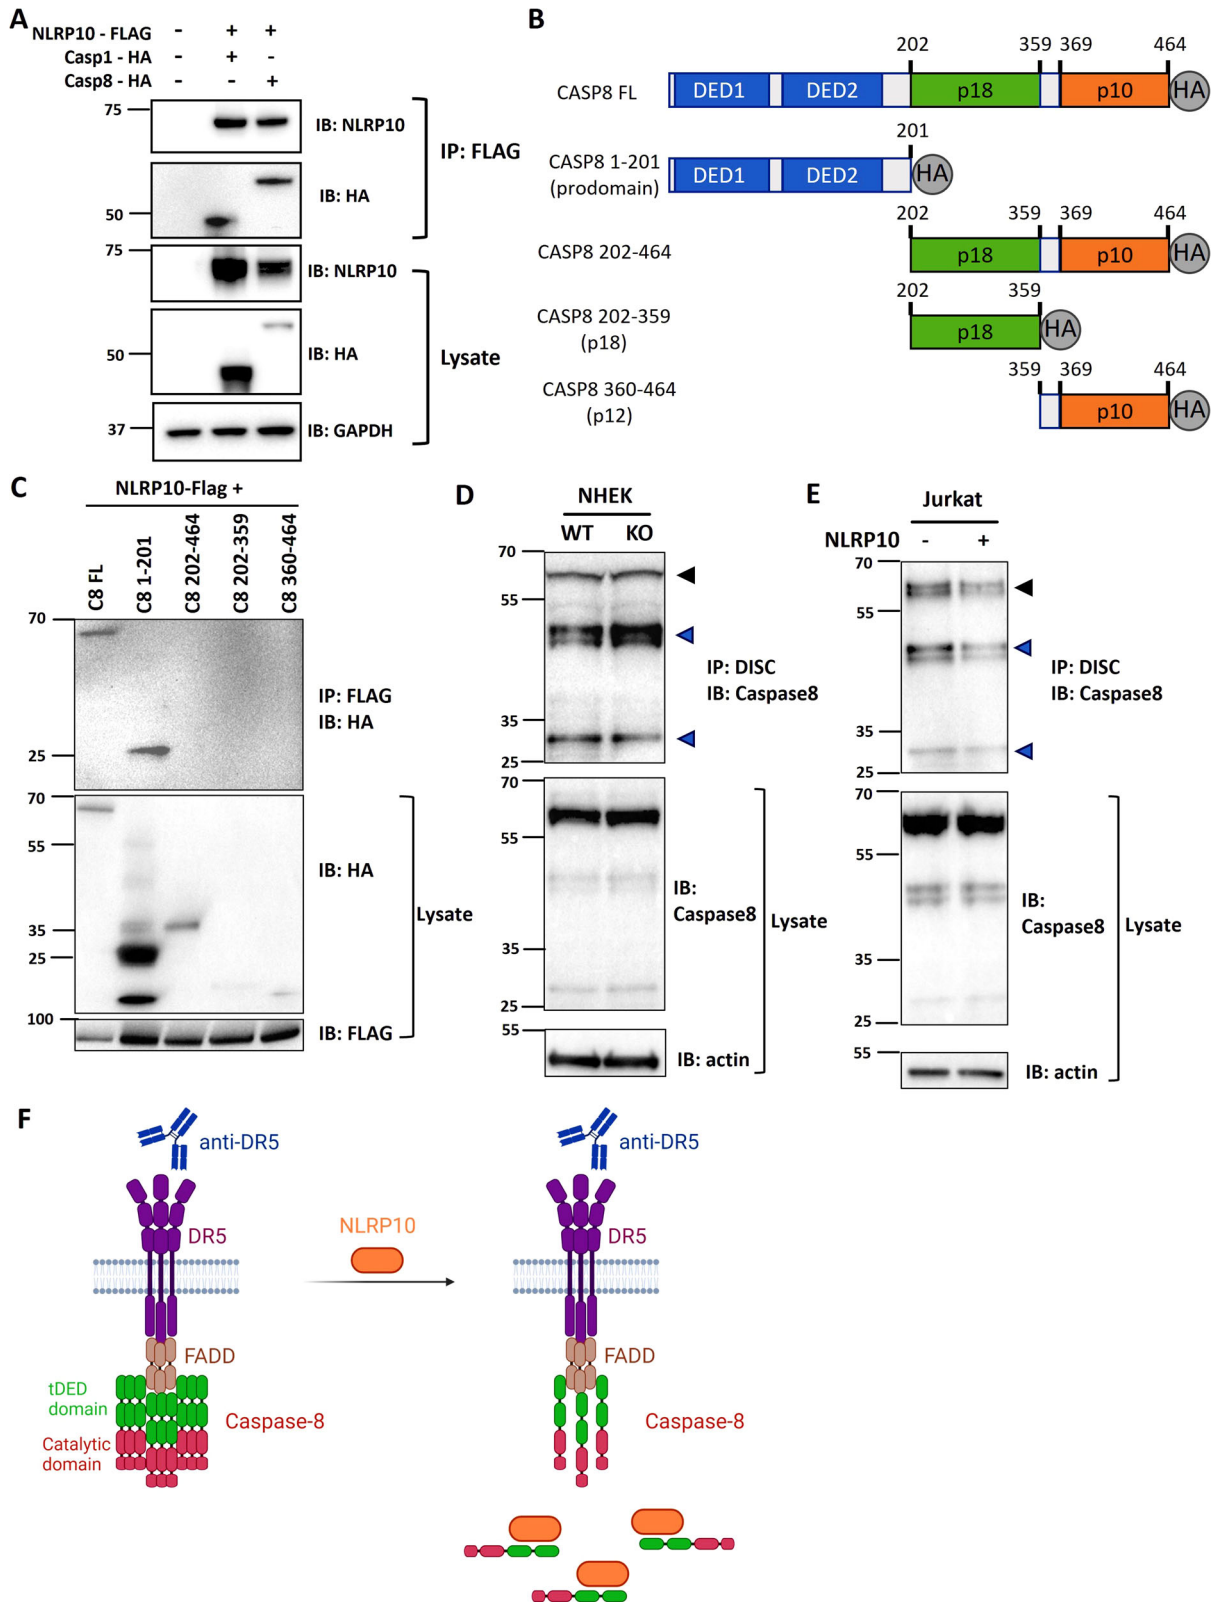 A
NLRP10 - FLAG - + +
Casp1 - HA - + -
Casp8 - HA - - +
75
IB: NLRP10
IB: HA
50
IP: FLAG
75
IB: NLRP10
50
IB: HA
37
IB: GAPDH
Lysate
B
202 359 369 464
CASP8 FL
DED1 DED2 p18 p10 HA
201
CASP8 1-201
(prodomain)
DED1 DED2 HA
202 359 369 464
CASP8 202-464
p18 p10 HA
202 359
CASP8 202-359
(p18)
p18 HA
359 369 464
CASP8 360-464
(p12)
p10 HA
C
NLRP10-Flag +
C8 FL
C8 1-201
C8 202-464
C8 202-359
C8 360-464
70
IP: FLAG
IB: HA
25
70
55
IB: HA
35
25
100
IB: FLAG
Lysate
D
NHEK
WT KO
70
55
IP: DISC
IB: Caspase8
35
25
70
55
IB:
Caspase8
35
25
55
IB: actin
Lysate
E
Jurkat
NLRP10 - +
70
55
IP: DISC
IB: Caspase8
35
25
70
55
IB:
Caspase8
35
25
55
IB: actin
Lysate
F
anti-DR5
DR5
FADD
tDED
domain
Caspase-8
Catalytic
domain
NLRP10
anti-DR5
DR5
FADD
Caspase-8